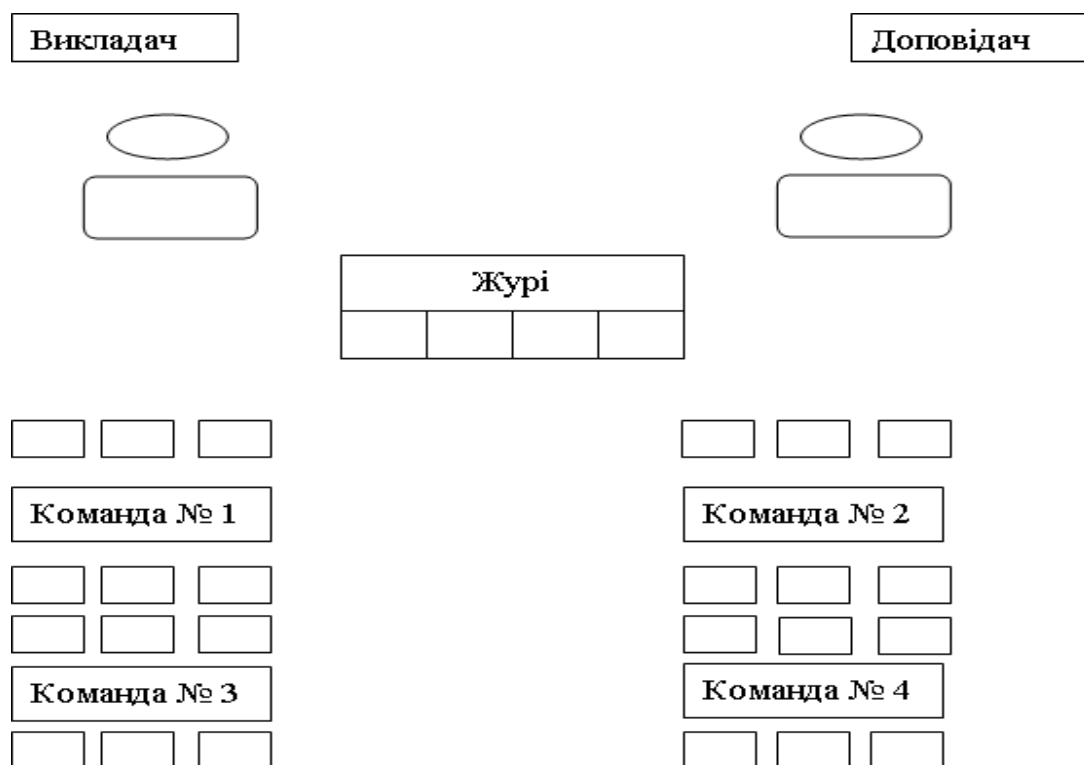 Викладач
Доповідач
Журі
Команда № 1
Команда № 2
Команда № 3
Команда № 4